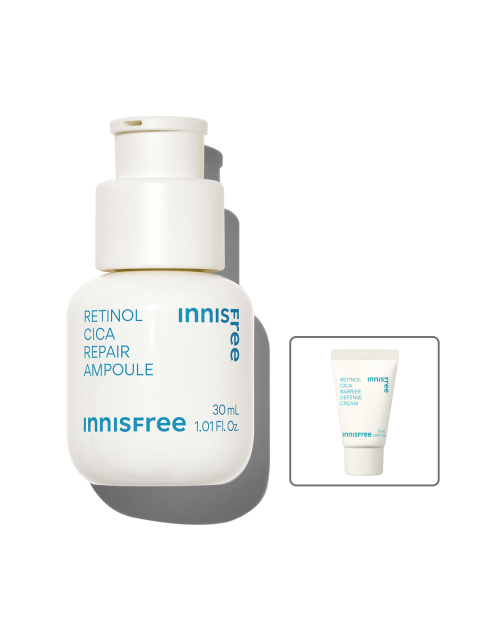 RETINOL
CICA
REPAIR
AMPOULE
INNISFree
INNISFree
30 mL
1.01 Fl. Oz.
RETINOL
CICA
BARRIER
DEFENSE
CREAM
INNISFree
INNISFree